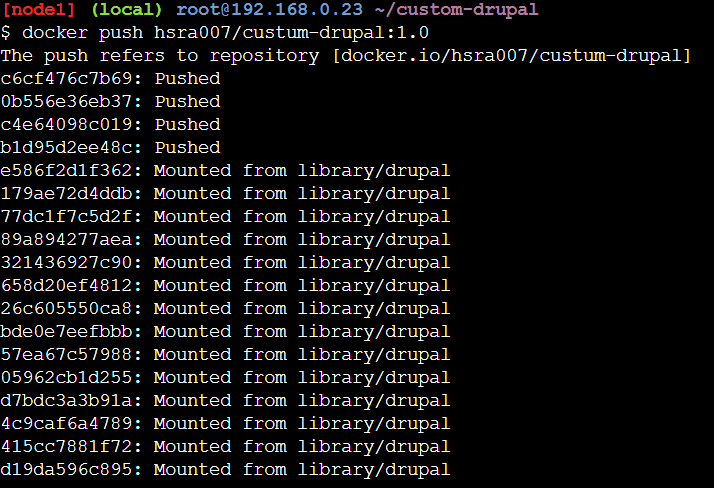 [node1] (local) root@192.168.0.23 ~/custom-drupal
$ docker push hsra007/custum-drupal:1.0
The push refers to repository [docker.io/hsra007/custum-drupal]
c6cf476c7b69: Pushed
0b556e36eb37: Pushed
c4e64098c019: Pushed
b1d95d2ee48c: Pushed
e586f2d1f362: Mounted from library/drupal
179ae72d4ddb: Mounted from library/drupal
77dc1f7c5d2f: Mounted from library/drupal
89a894277aea: Mounted from library/drupal
321436927c90: Mounted from library/drupal
658d20ef4812: Mounted from library/drupal
26c605550ca8: Mounted from library/drupal
bde0e7eefbbb: Mounted from library/drupal
57ea67c57988: Mounted from library/drupal
05962cb1d255: Mounted from library/drupal
d7bdc3a3b91a: Mounted from library/drupal
4c9caf6a4789: Mounted from library/drupal
415cc7881f72: Mounted from library/drupal
d19da596c895: Mounted from library/drupal